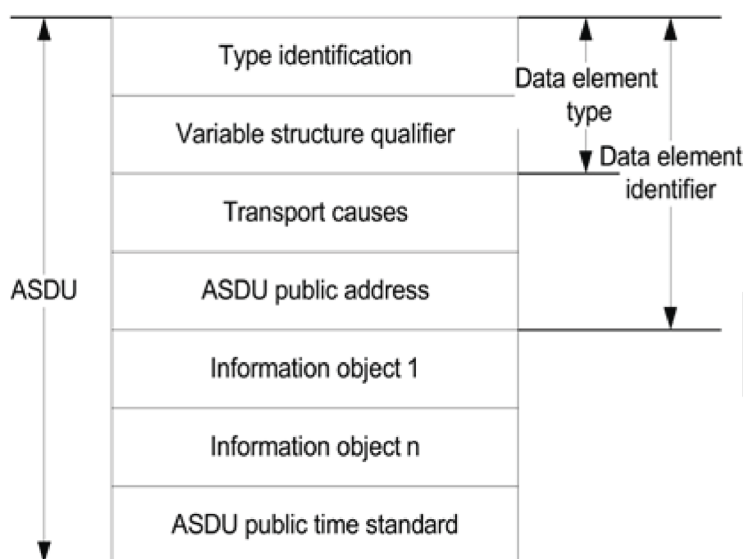 Type identification
Data element
type
Variable structure qualifier
Data element
identifier
Transport causes
ASDU
ASDU public address
Information object 1
Information object n
ASDU public time standard